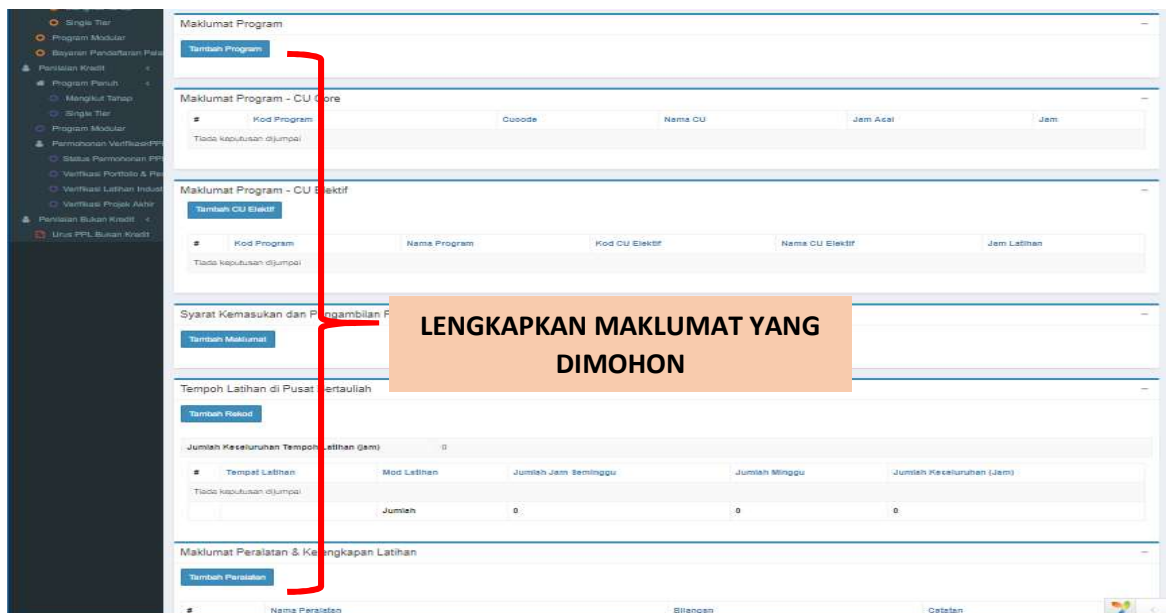 Single Tier
Program Modular
Bayaran Pendaftaran Pela
Penilaian Kredit
Program Penuh
Mengikut Tahap
Single Tier
Program Modular
Permohonan Verifikasi/PPL
Status Permohonan PPL
Verifikasi Portfolio & Pe
Verifikasi Latihan Indust
Verifikasi Projek Akhir
Penilaian Bukan Kredit
Urus PPL Bukan Kredit
Maklumat Program
Tambah Program
Maklumat Program - CU Core
# Kod Program Cucode Nama CU Jam Asal Jam
Tiada keputusan dijumpai
Maklumat Program - CU Elektif
Tambah CU Elektif
# Kod Program Nama Program Kod CU Elektif Nama CU Elektif Jam Latihan
Tiada keputusan dijumpai
Syarat Kemasukan dan Pengambilan P
Tambah Maklumat
LENGKAPKAN MAKLUMAT YANG
DIMOHON
Tempoh Latihan di Pusat Bertauliah
Tambah Rekod
Jumlah Keseluruhan Tempoh Latihan (jam) 0
# Tempat Latihan Mod Latihan Jumlah Jam Seminggu Jumlah Minggu Jumlah Keseluruhan (Jam)
Tiada keputusan dijumpai
Jumlah 0 0 0
Maklumat Peralatan & Kelengkapan Latihan
Tambah Peralatan
# Nama Peralatan Bilangan Catatan